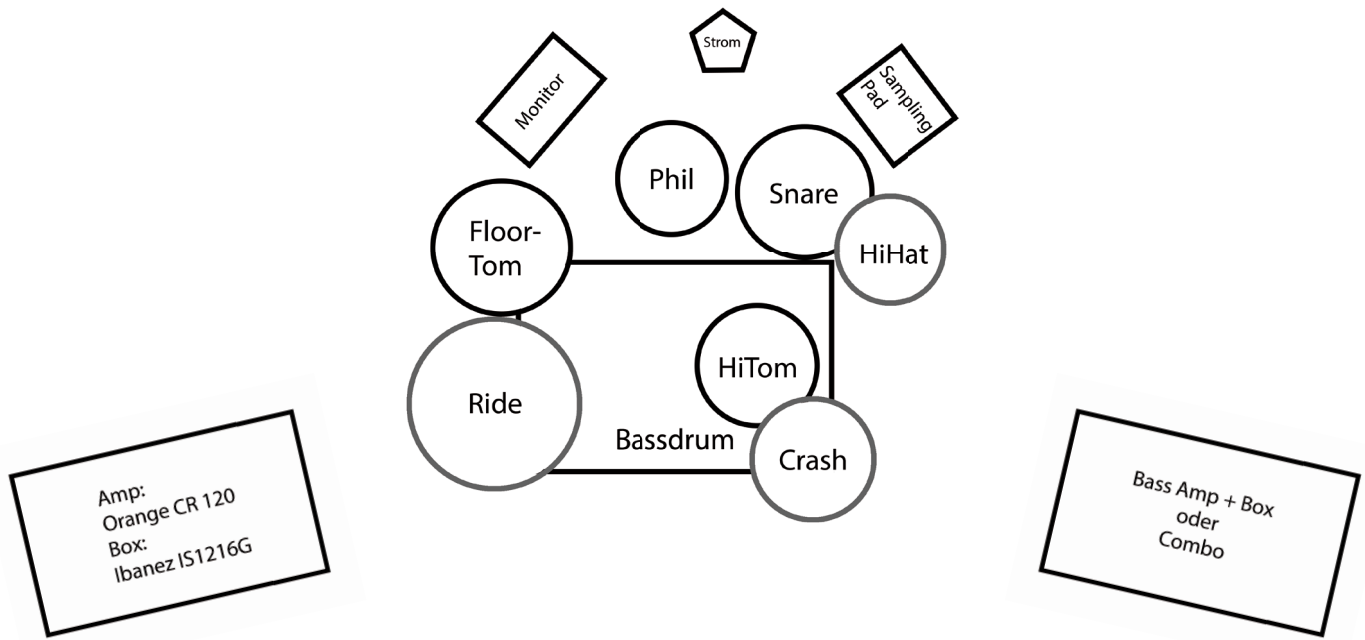 Strom
Monitor
Sampling
Pad
Phil
Snare
Floor-
Tom
HiHat
HiTom
Ride
Bassdrum
Crash
Amp:
Orange CR 120
Box:
Ibanez IS1216G
Bass Amp + Box
oder
Combo